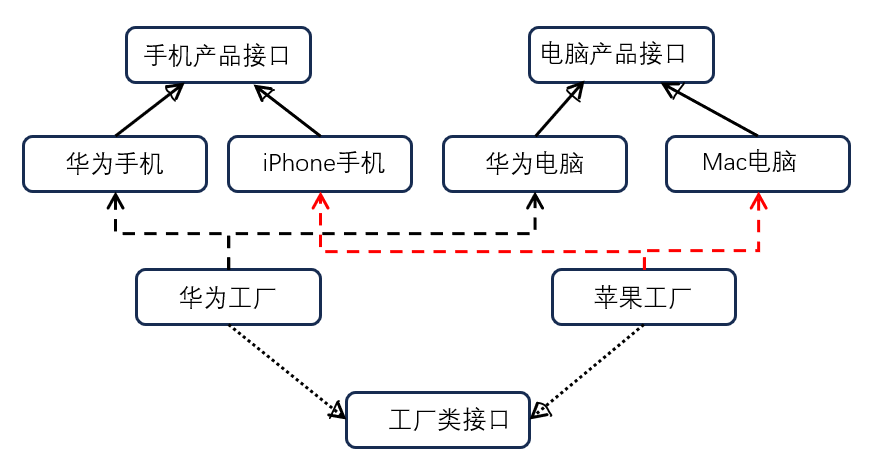 手机产品接口
电脑产品接口
华为手机
iPhone手机
华为电脑
Mac电脑
华为工厂
苹果工厂
工厂类接口